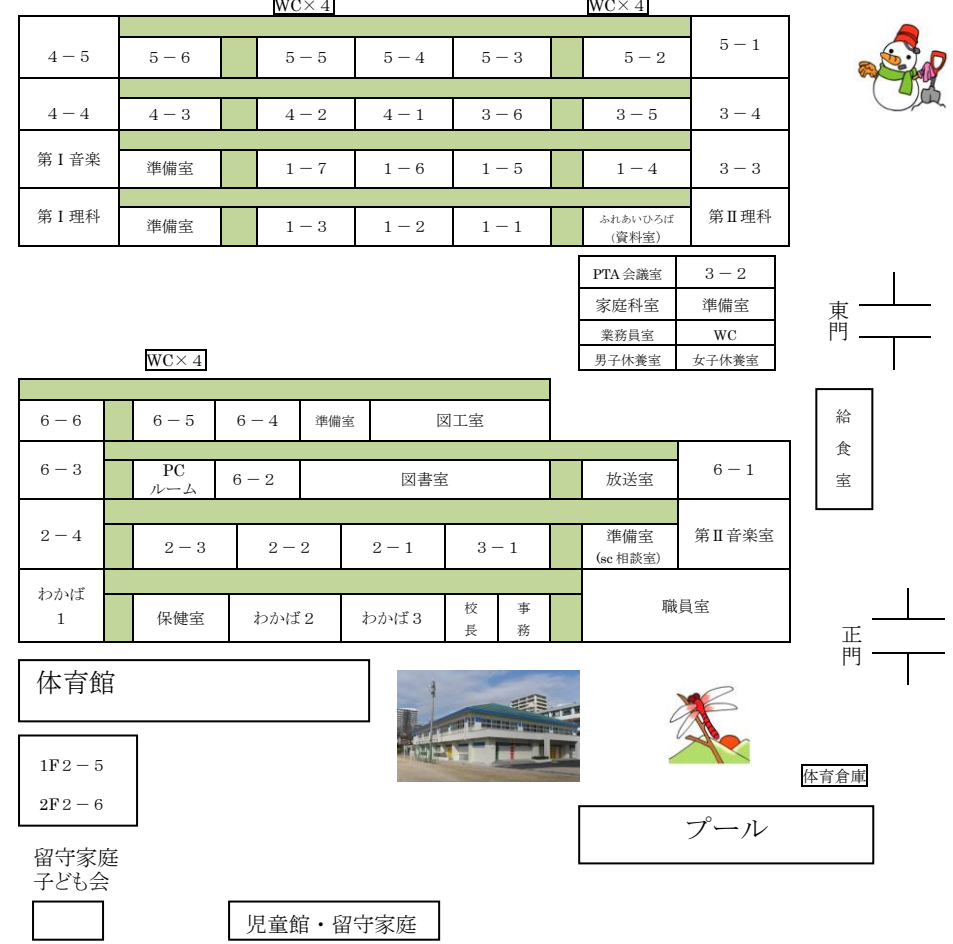 WC×4
WC×4
4－5
5－6
5－5
5－4
5－3
5－2
5－1
4－4
4－3
4－2
4－1
3－6
3－5
3－4
第Ⅰ音楽
準備室
1－7
1－6
1－5
1－4
3－3
第Ⅰ理科
準備室
1－3
1－2
1－1
ふれあいひろば
(資料室)
第Ⅱ理科
PTA会議室
3－2
家庭科室
準備室
業務員室
WC
男子休養室
女子休養室
東門
WC×4
6－6
6－5
6－4
準備室
図工室
給食室
6－3
PC
ルーム
6－2
図書室
放送室
6－1
2－4
2－3
2－2
2－1
3－1
準備室
(sc相談室)
第Ⅱ音楽室
わかば
1
保健室
わかば2
わかば3
校長
事務
職員室
正門
体育館
1F2－5
2F2－6
体育倉庫
プール
留守家庭
子ども会
児童館・留守家庭